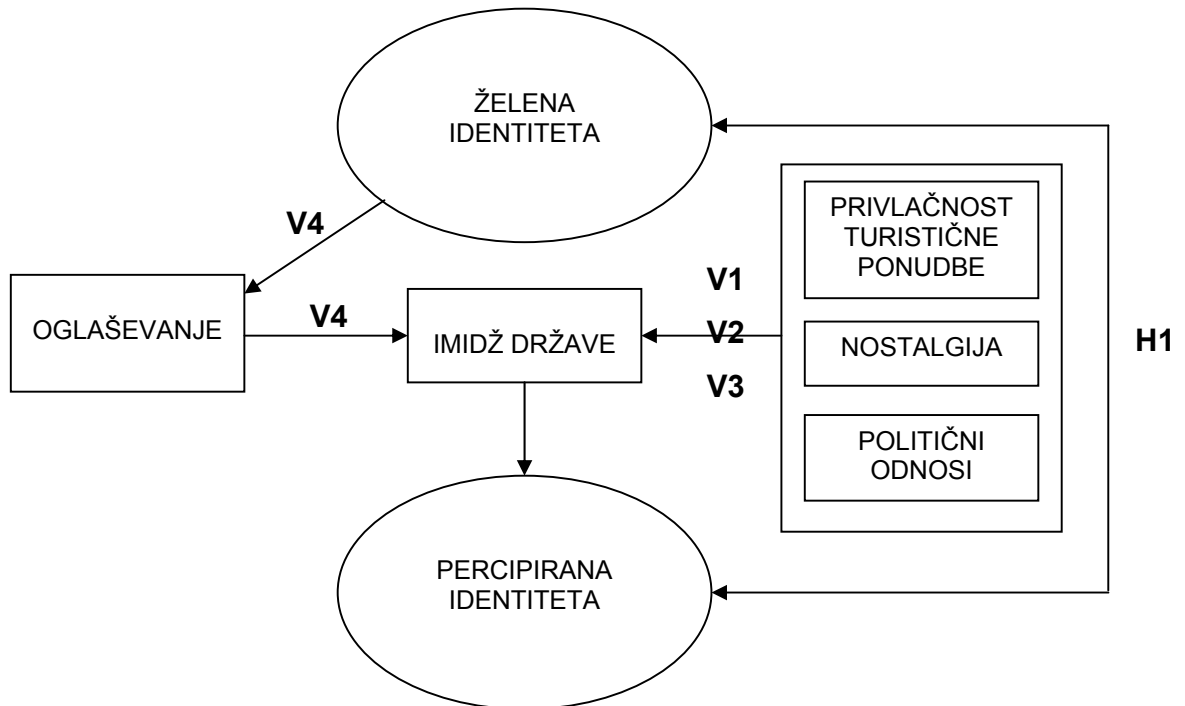 ŽELENA
IDENTITETA
PRIVLAČNOST
TURISTIČNE
PONUDBE
V4
V1
OGLAŠEVANJE
V4
IMIDŽ DRŽAVE
V2
NOSTALGIJA
H1
V3
POLITIČNI
ODNOSI
PERCIPIRANA
IDENTITETA